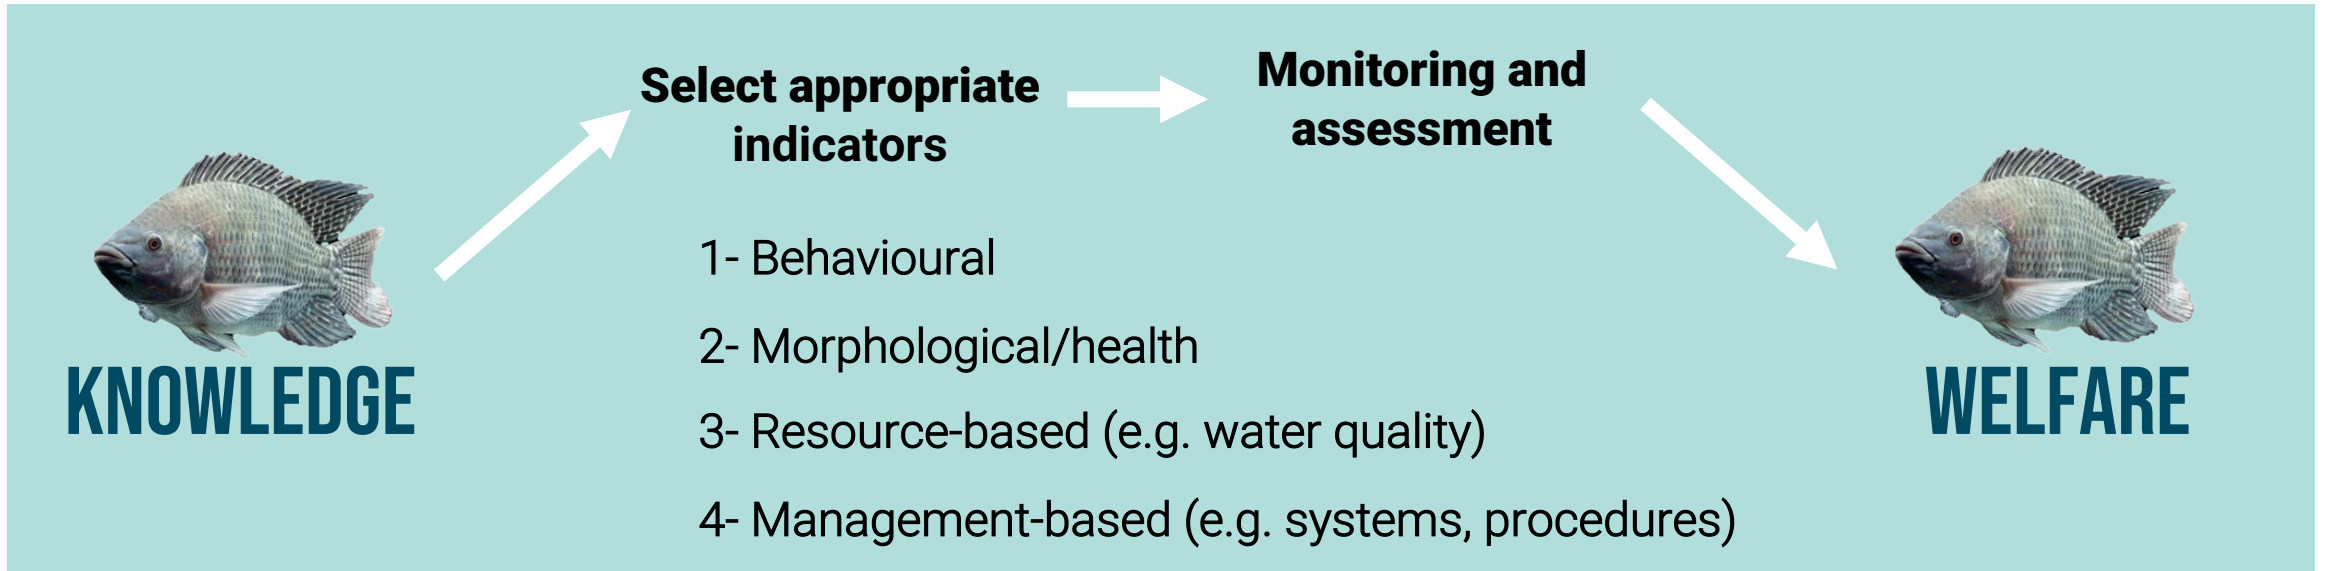 Select appropriate
indicators
Monitoring and
assessment
1- Behavioural
2- Morphological/health
3- Resource-based (e.g. water quality)
4- Management-based (e.g. systems, procedures)
KNOWLEDGE
WELFARE